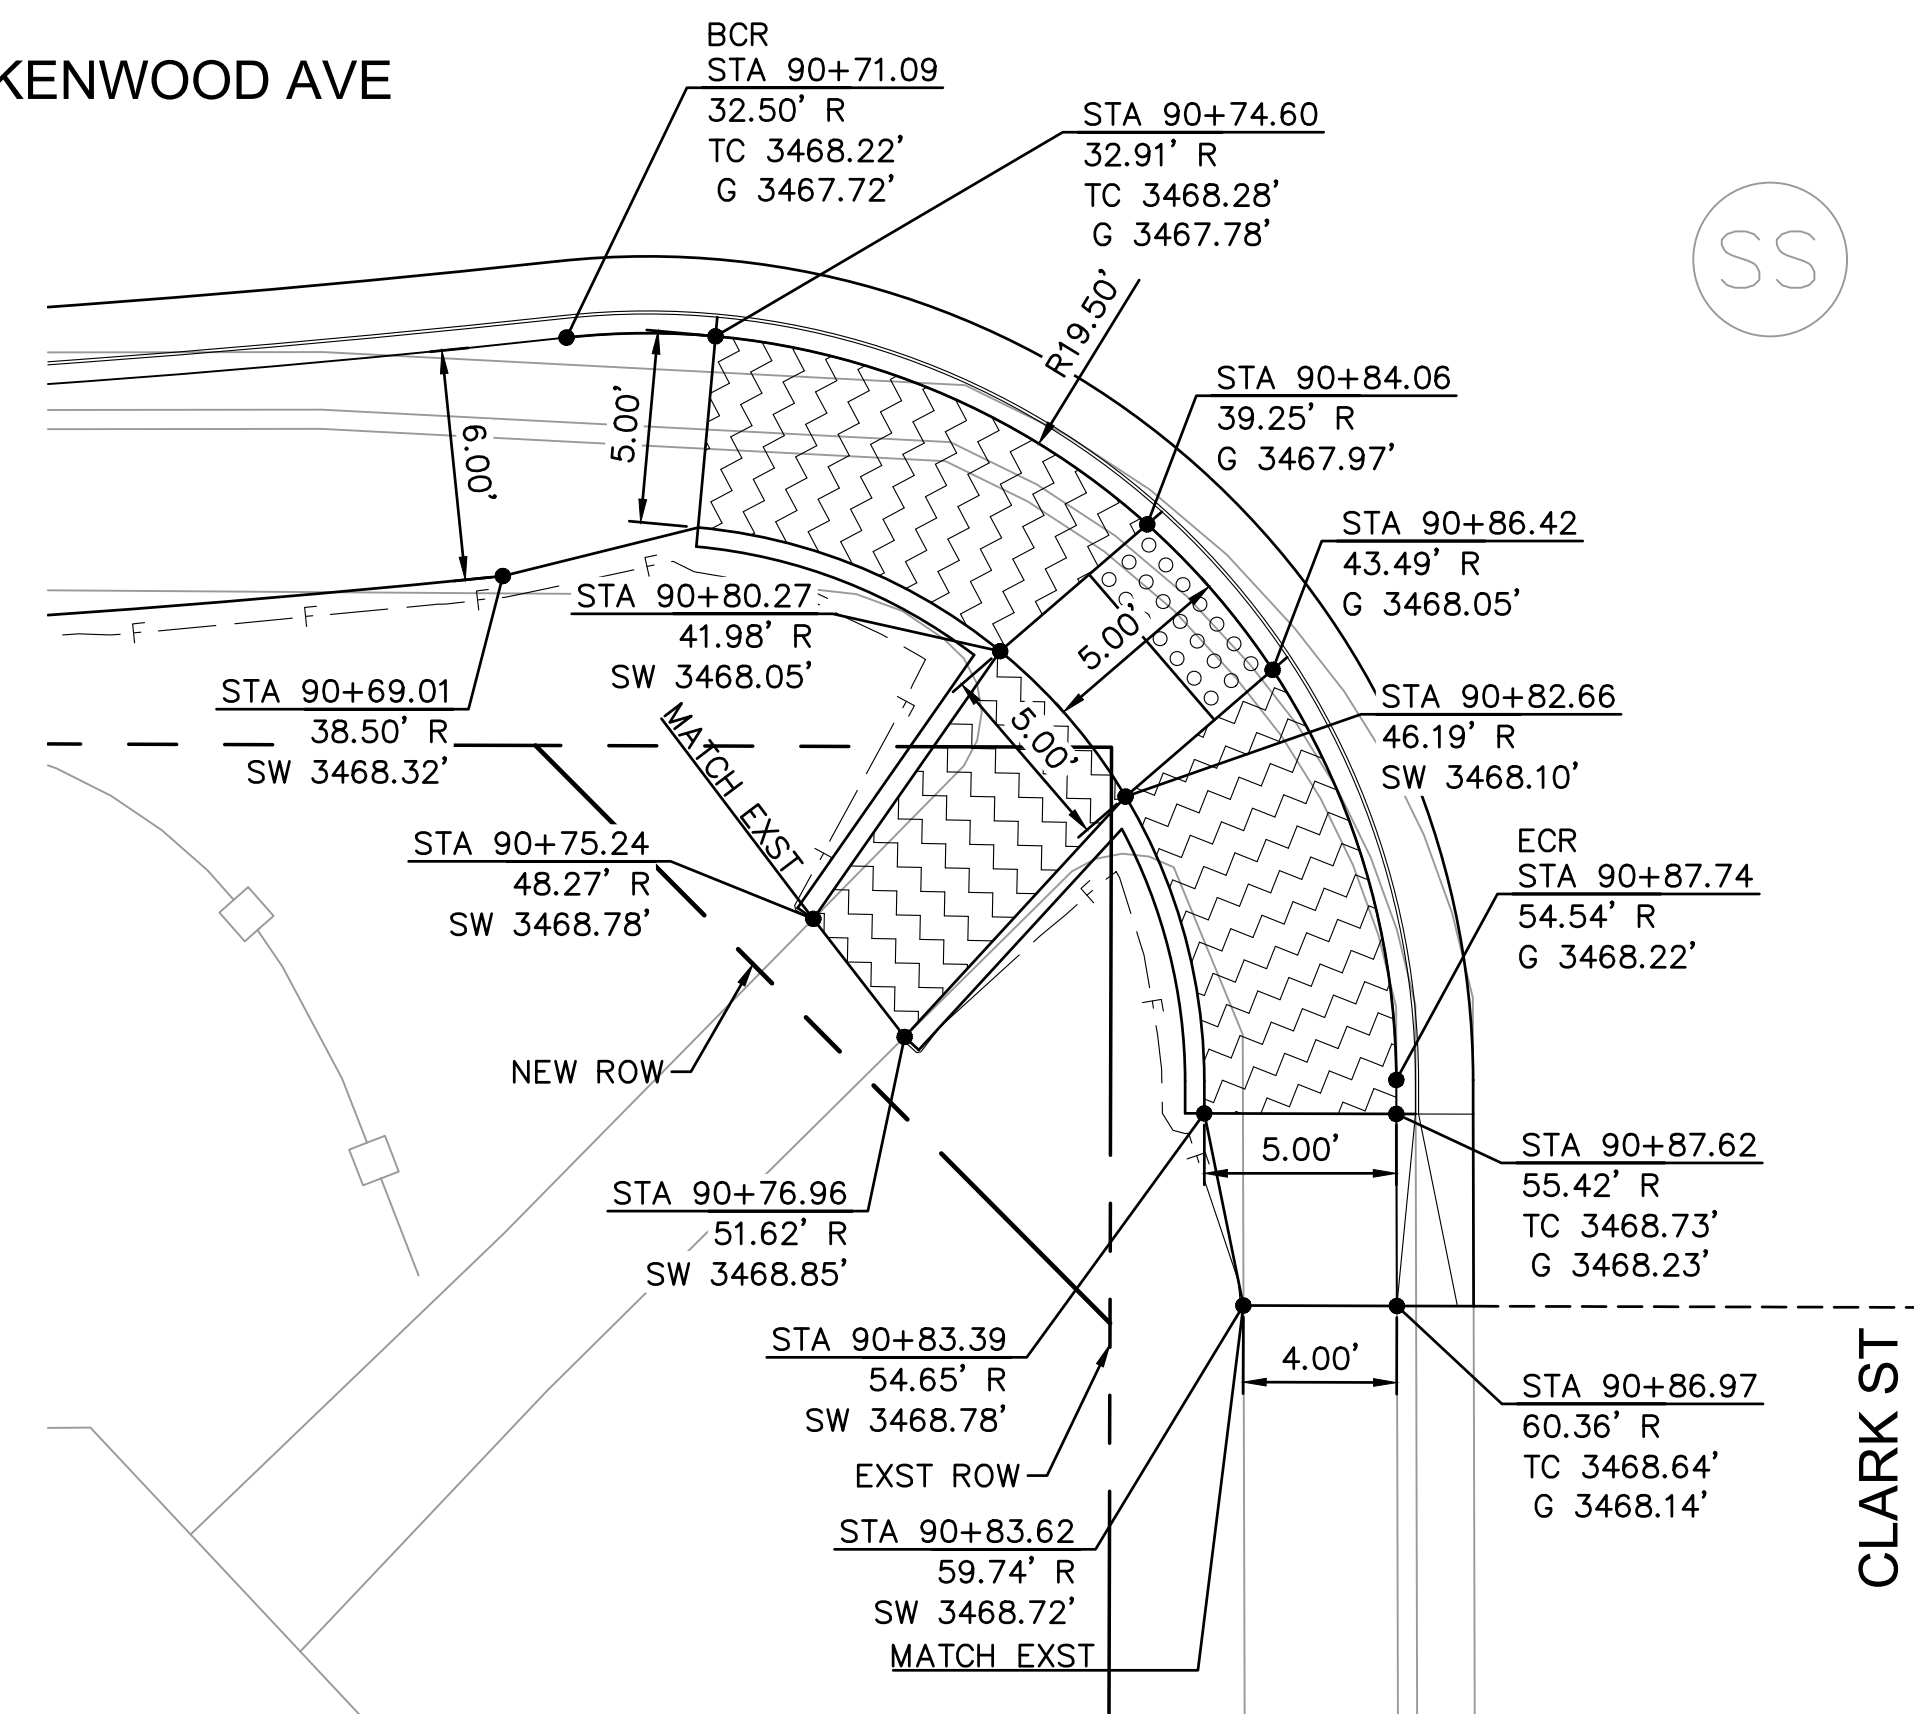 KENWOOD AVE
BCR
STA 90+71.09
32.50' R
TC 3468.22'
G 3467.72'
STA 90+74.60
32.91' R
TC 3468.28'
G 3467.78'
SS
R19.50'
STA 90+84.06
39.25' R
G 3467.97'
6.00'
5.00'
STA 90+86.42
43.49' R
G 3468.05'
F
F
F
F
STA 90+80.27
41.98' R
SW 3468.05'
5.00'
STA 90+69.01
38.50' R
SW 3468.32'
MATCH EXST
F
5.00'
STA 90+82.66
46.19' R
SW 3468.10'
STA 90+75.24
48.27' R
SW 3468.78'
F
F
ECR
STA 90+87.74
54.54' R
G 3468.22'
NEW ROW
F
5.00'
F
STA 90+87.62
55.42' R
TC 3468.73'
G 3468.23'
STA 90+76.96
51.62' R
SW 3468.85'
STA 90+83.39
54.65' R
SW 3468.78'
4.00'
STA 90+86.97
60.36' R
TC 3468.64'
G 3468.14'
CLARK ST
EXST ROW
STA 90+83.62
59.74' R
SW 3468.72'
MATCH EXST